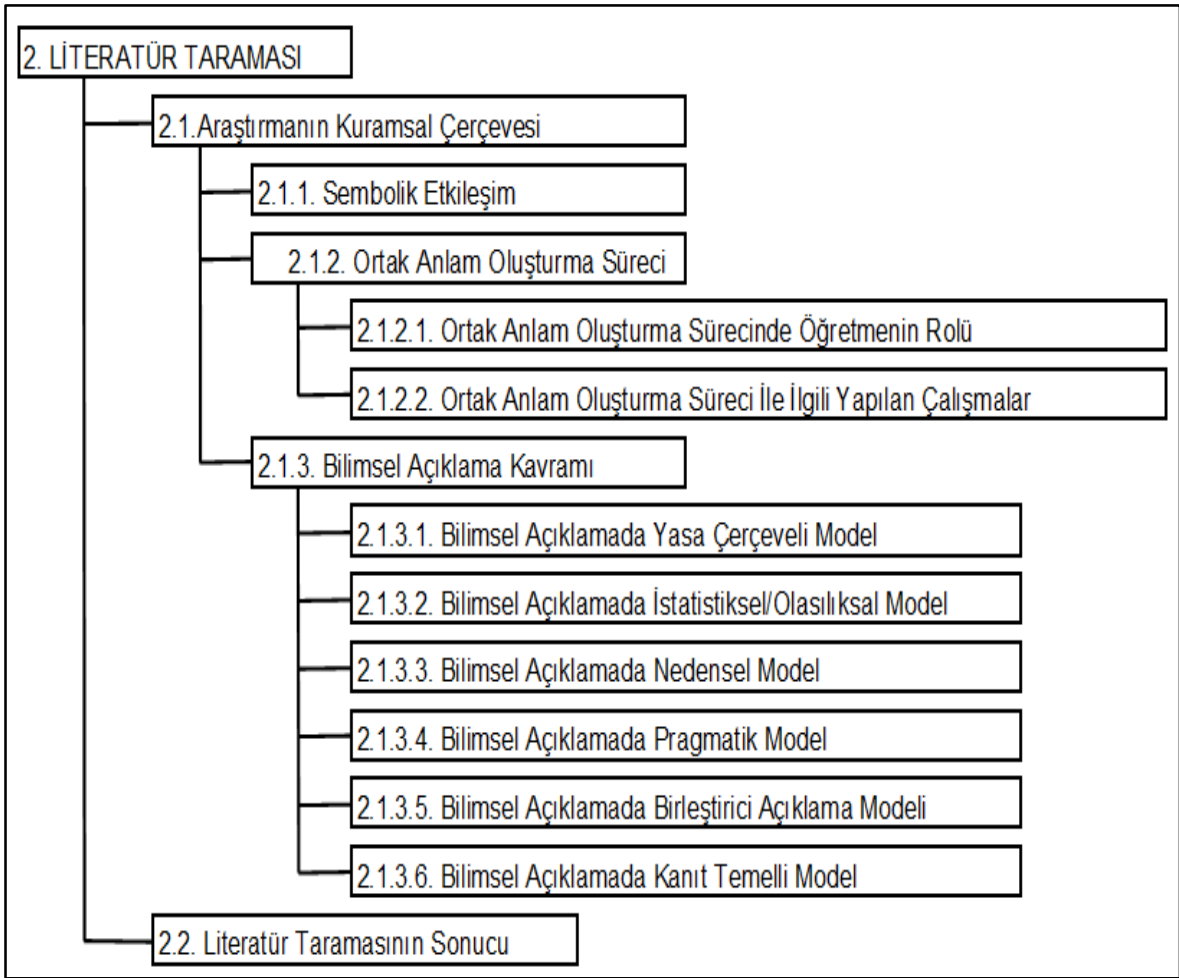 2. LİTERATÜR TARAMASI
2.1.Araştırmanın Kuramsal Çerçevesi
2.1.1. Sembolik Etkileşim
2.1.2. Ortak Anlam Oluşturma Süreci
2.1.2.1. Ortak Anlam Oluşturma Sürecinde Öğretmenin Rolü
2.1.2.2. Ortak Anlam Oluşturma Süreci İle İlgili Yapılan Çalışmalar
2.1.3. Bilimsel Açıklama Kavramı
2.1.3.1. Bilimsel Açıklamada Yasa Çerçeveli Model
2.1.3.2. Bilimsel Açıklamada İstatistiksel/Olasılıksal Model
2.1.3.3. Bilimsel Açıklamada Nedensel Model
2.1.3.4. Bilimsel Açıklamada Pragmatik Model
2.1.3.5. Bilimsel Açıklamada Birleştirici Açıklama Modeli
2.1.3.6. Bilimsel Açıklamada Kanıt Temelli Model
2.2. Literatür Taramasının Sonucu